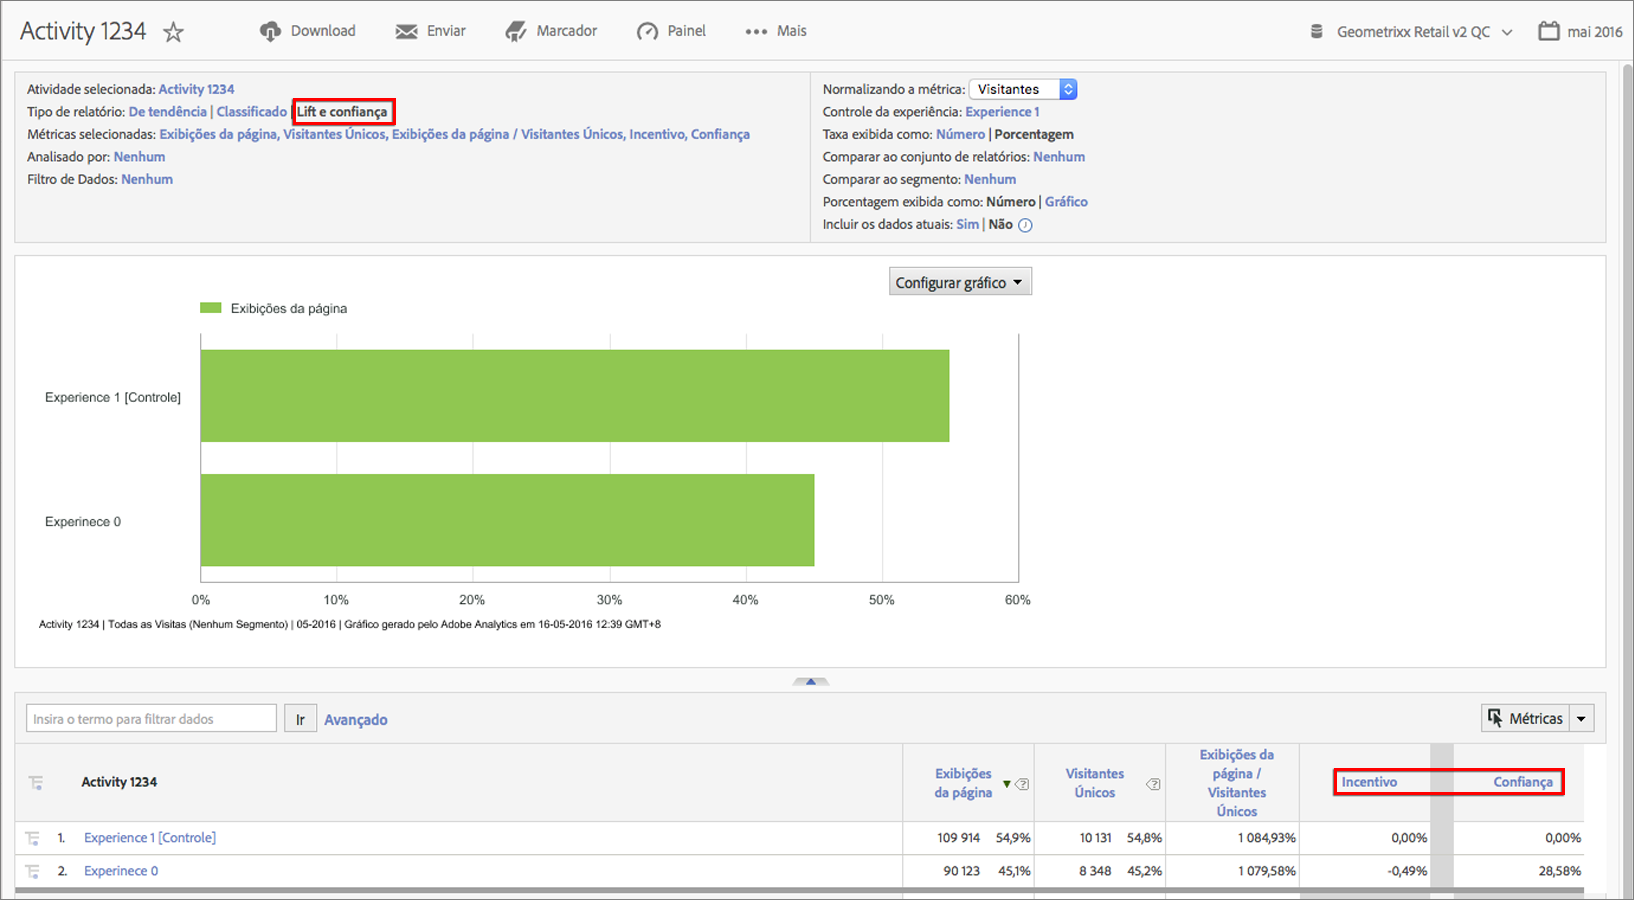 Activity 1234
Download
Enviar
Marcador
Painel
Mais
Geometrixx Retail v2 QC
mai 2016
Atividade selecionada: Activity 1234
Tipo de relatório: De tendência | Classificado | Lift e confiança
Métricas selecionadas: Exibições da página, Visitantes Únicos, Exibições da página / Visitantes Únicos, Incentivo, Confiança
Analisado por: Nenhum
Filtro de Dados: Nenhum
Normalizando a métrica: Visitantes
Controle da experiência: Experience 1
Taxa exibida como: Número | Porcentagem
Comparar ao conjunto de relatórios: Nenhum
Comparar ao segmento: Nenhum
Porcentagem exibida como: Número | Gráfico
Incluir os dados atuais: Sim | Não
Configurar gráfico
Exibições da página
Experience 1 [Controle]
Experinece 0
0% 10% 20% 30% 40% 50% 60%
Activity 1234 | Todas as Visitas (Nenhum Segmento) | 05-2016 | Gráfico gerado pelo Adobe Analytics em 16-05-2016 12:39 GMT+8
Insira o termo para filtrar dados
Ir
Avançado
Métricas
Activity 1234
Exibições
da página
Visitantes
Únicos
Exibições da
página /
Visitantes
Únicos
Incentivo
Confiança
1. Experience 1 [Controle] 109 914 54,9% 10 131 54,8% 1 084,93% 0,00% 0,00%
2. Experinece 0 90 123 45,1% 8 348 45,2% 1 079,58% -0,49% 28,58%